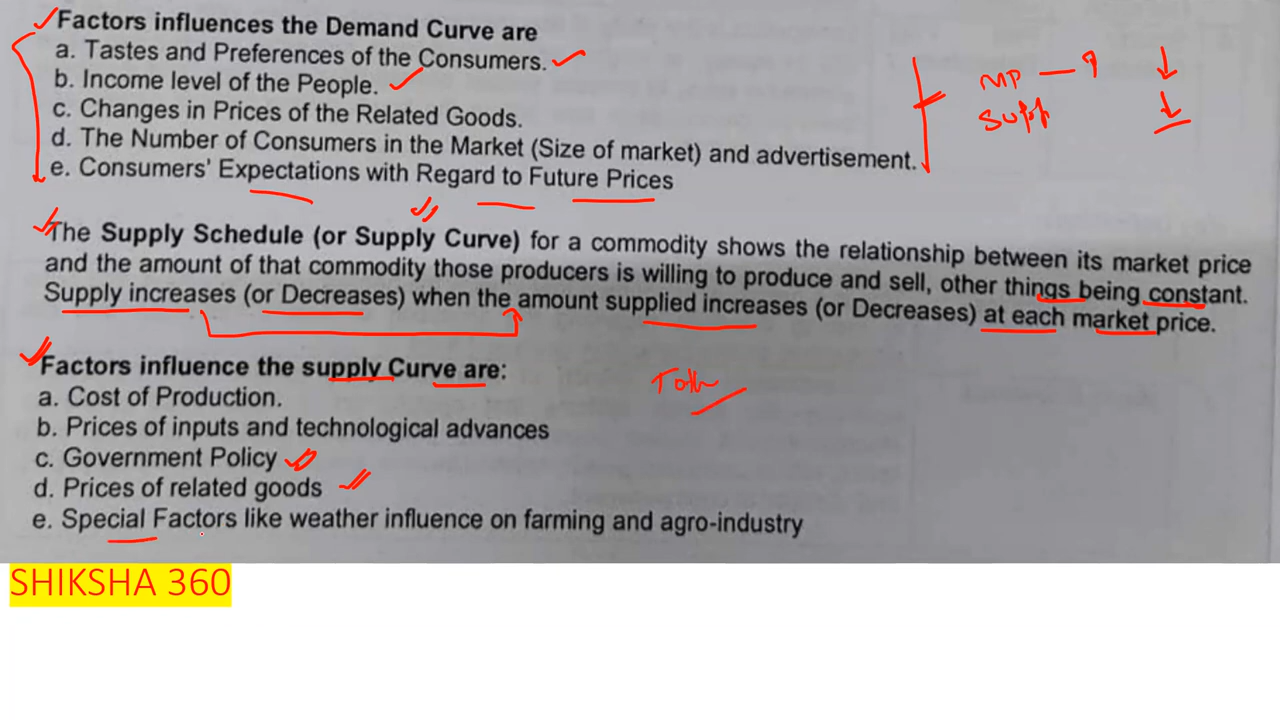 Factors influences the Demand Curve are
a. Tastes and Preferences of the Consumers.
b. Income level of the People.
c. Changes in Prices of the Related Goods.
d. The Number of Consumers in the Market (Size of market) and advertisement.
e. Consumers' Expectations with Regard to Future Prices
MP
Supp
The Supply Schedule (or Supply Curve) for a commodity shows the relationship between its market price
and the amount of that commodity those producers is willing to produce and sell, other things being constant.
Supply increases (or Decreases) when the amount supplied increases (or Decreases) at each market price.
Factors influence the supply Curve are:
a. Cost of Production.
b. Prices of inputs and technological advances
c. Government Policy
d. Prices of related goods
e. Special Factors like weather influence on farming and agro-industry
SHIKSHA 360